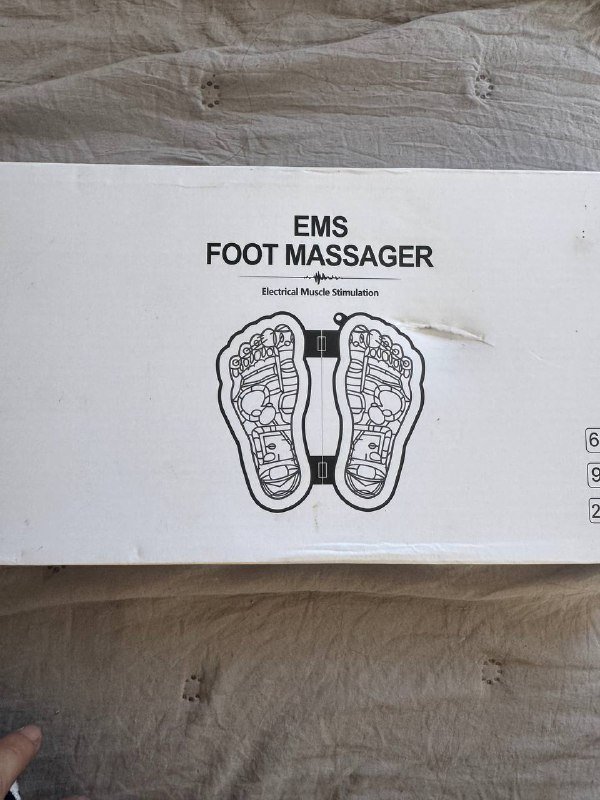 EMS
FOOT MASSAGER
Electrical Muscle Stimulation
6
9
2